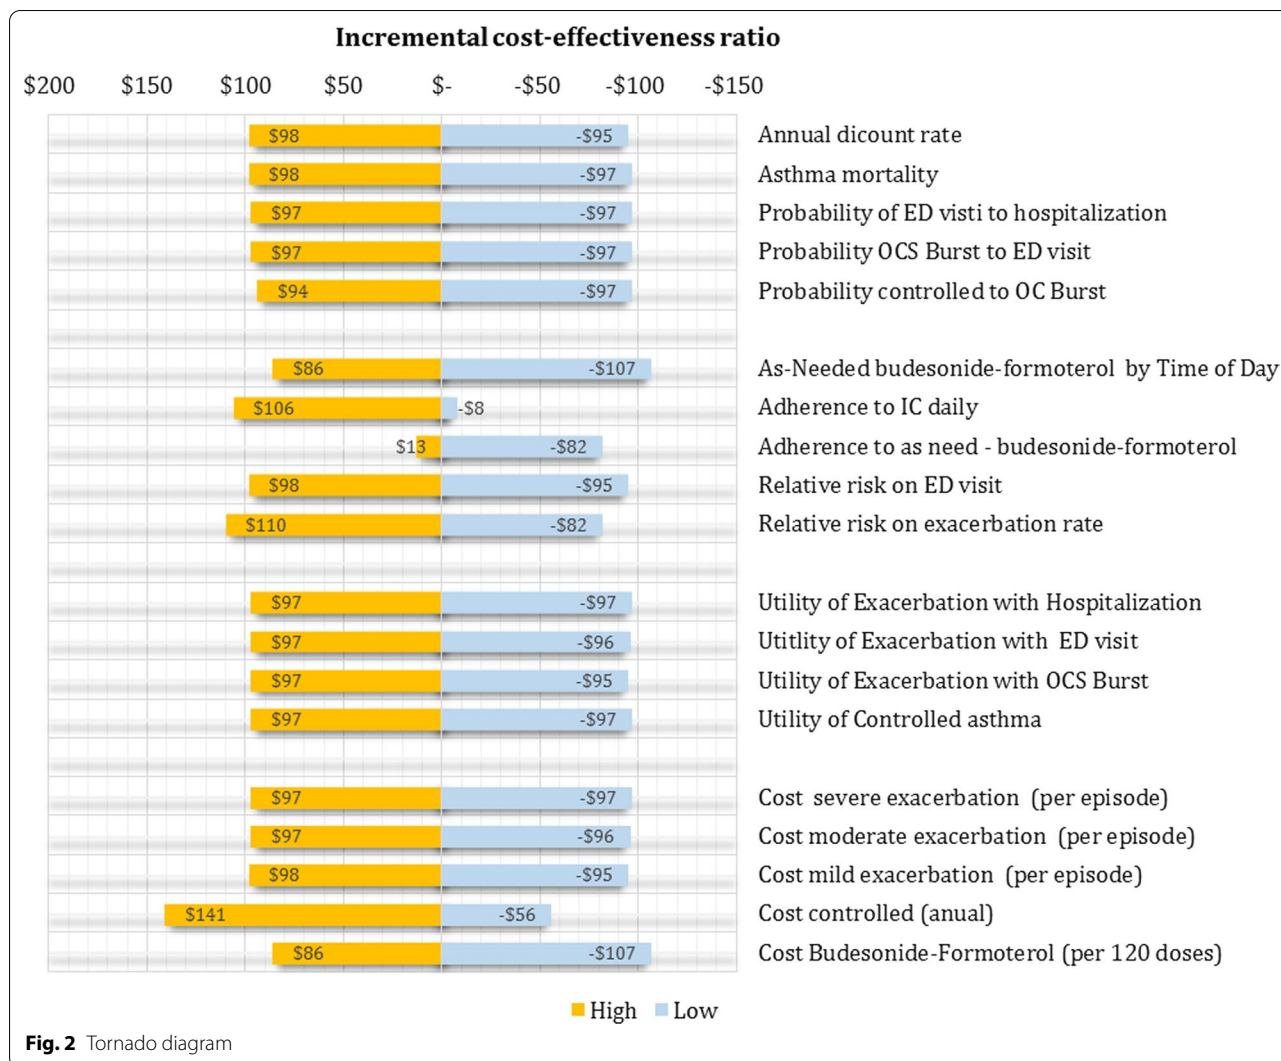 Incremental cost-effectiveness ratio
$200 $150 $100 $50 $- -$50 -$100 -$150
$98 -$95 Annual dicount rate
$98 -$97 Asthma mortality
$97 -$97 Probability of ED visti to hospitalization
$97 -$97 Probability OCS Burst to ED visit
$94 -$97 Probability controlled to OC Burst
$86 -$107 As-Needed budesonide-formoterol by Time of Day
$106 -$8 Adherence to IC daily
$13 -$82 Adherence to as need - budesonide-formoterol
$98 -$95 Relative risk on ED visit
$110 -$82 Relative risk on exacerbation rate
$97 -$97 Utility of Exacerbation with Hospitalization
$97 -$96 Utitlity of Exacerbation with ED visit
$97 -$95 Utility of Exacerbation with OCS Burst
$97 -$97 Utility of Controlled asthma
$97 -$97 Cost severe exacerbation (per episode)
$97 -$96 Cost moderate exacerbation (per episode)
$98 -$95 Cost mild exacerbation (per episode)
$141 -$56 Cost controlled (anual)
$86 -$107 Cost Budesonide-Formoterol (per 120 doses)
High Low
Fig. 2 Tornado diagram